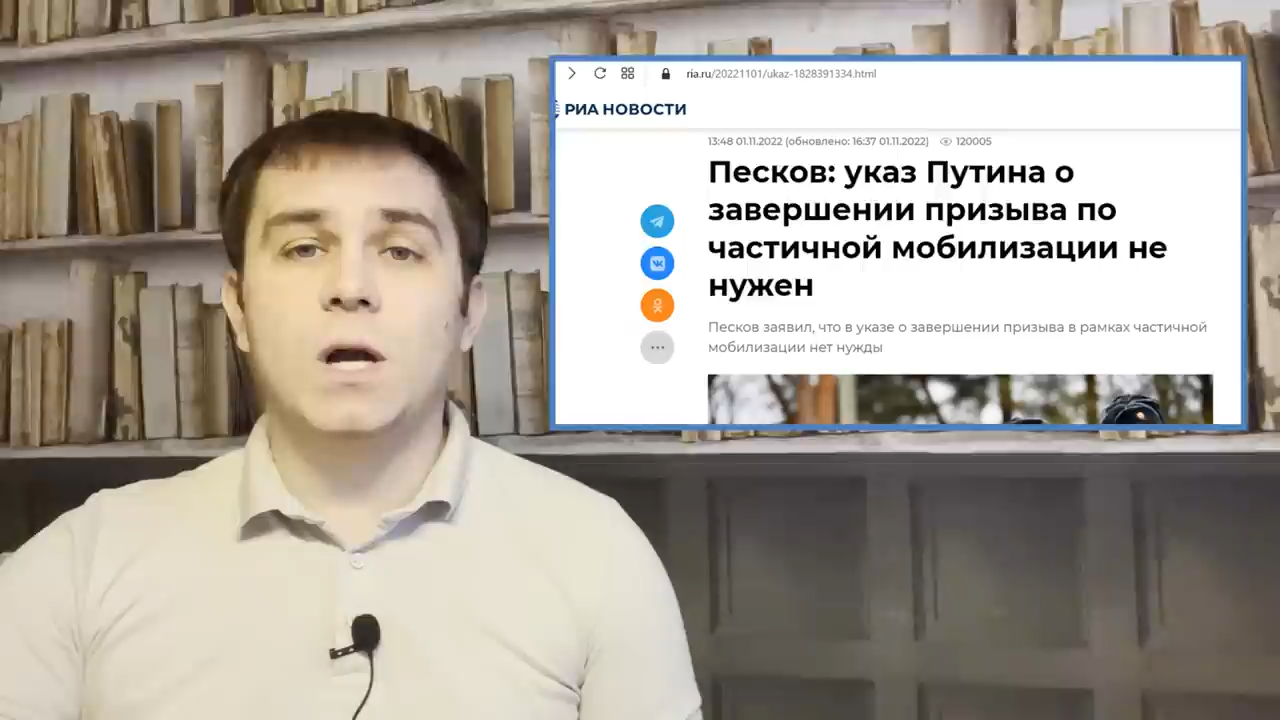 ria.ru/20221101/ukaz-1828391334.html
РИА НОВОСТИ
13:48 01.11.2022 (обновлено: 16:37 01.11.2022) 120005
Песков: указ Путина о
завершении призыва по
частичной мобилизации не
нужен
Песков заявил, что в указе о завершении призыва в рамках частичной
мобилизации нет нужды